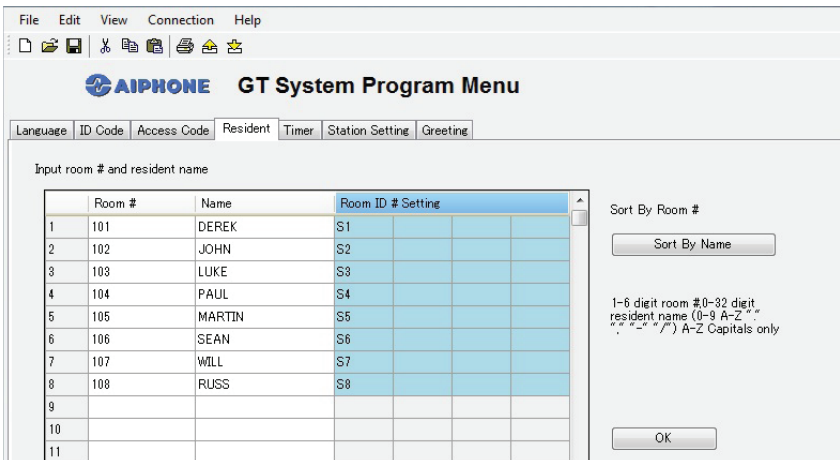 File Edit View Connection Help
AIPHONE GT System Program Menu
Language ID Code Access Code Resident Timer Station Setting Greeting
Input room # and resident name
Room # Name Room ID # Setting
1 101 DEREK S1
2 102 JOHN S2
3 103 LUKE S3
4 104 PAUL S4
5 105 MARTIN S5
6 106 SEAN S6
7 107 WILL S7
8 108 RUSS S8
9
10
11
Sort By Room #
Sort By Name
1-6 digit room #,0-32 digit
resident name (0-9 A-Z "."
"," "-" "/") A-Z Capitals only
OK